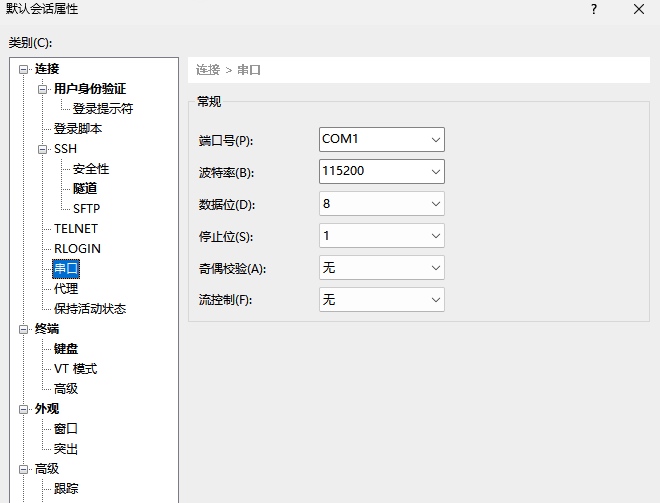 默认会话属性
类别(C):
连接
用户身份验证
登录提示符
登录脚本
SSH
安全性
隧道
SFTP
TELNET
RLOGIN
串口
代理
保持活动状态
终端
键盘
VT 模式
高级
外观
窗口
突出
高级
跟踪
连接 > 串口
常规
端口号(P): COM1
波特率(B): 115200
数据位(D): 8
停止位(S): 1
奇偶校验(A): 无
流控制(F): 无